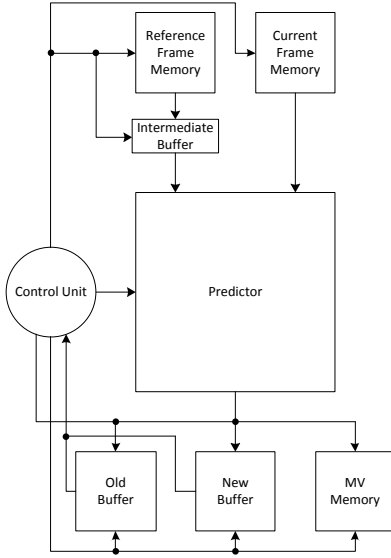 Reference
Frame
Memory
Current
Frame
Memory
Intermediate
Buffer
Control Unit
Predictor
Old
Buffer
New
Buffer
MV
Memory